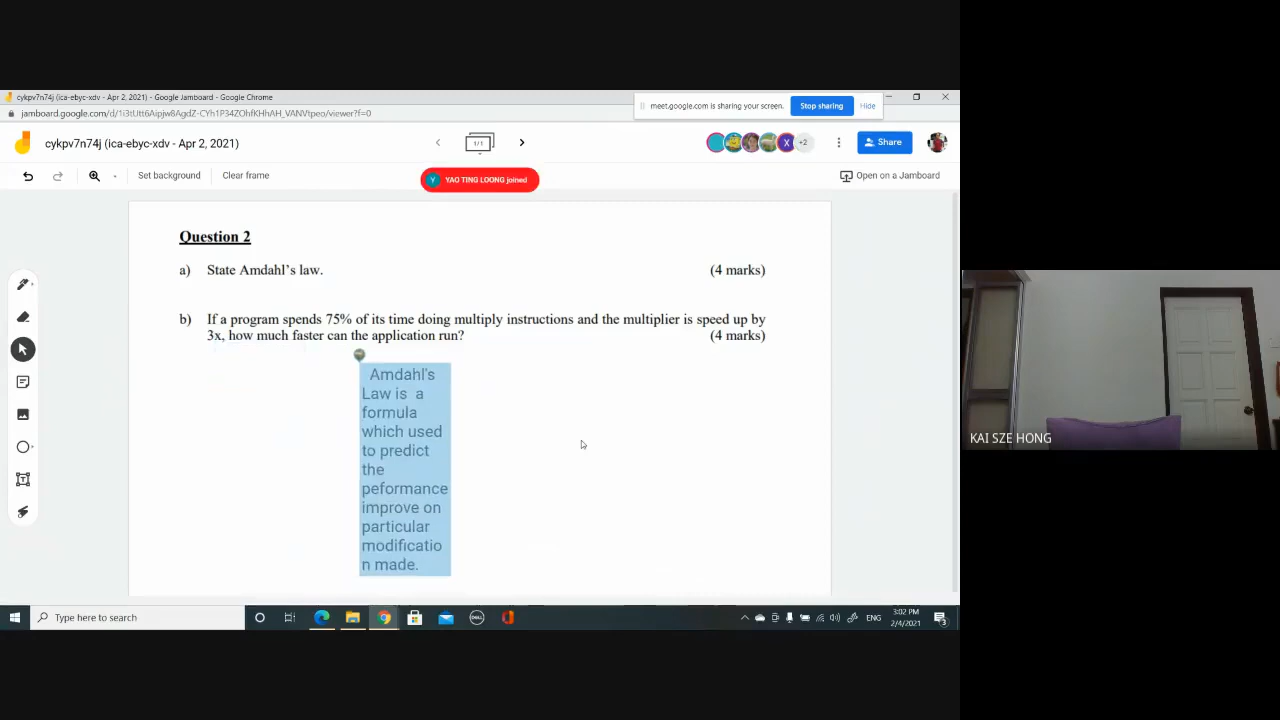 cykpv7n74j (ica-ebyc-xdv - Apr 2, 2021) - Google Jamboard - Google Chrome
meet.google.com is sharing your screen. Stop sharing Hide
cykpv7n74j (ica-ebyc-xdv - Apr 2, 2021)
1/1
X +2
Share
Set background Clear frame
Y YAO TING LOONG joined
Open on a Jamboard
Question 2
a) State Amdahl's law. (4 marks)
b) If a program spends 75% of its time doing multiply instructions and the multiplier is speed up by
3x, how much faster can the application run? (4 marks)
Amdahl's
Law is a
formula
which used
to predict
the
peformance
improve on
particular
modificatio
n made.
KAI SZE HONG
Type here to search
DELL
ENG
3:02 PM
2/4/2021
3